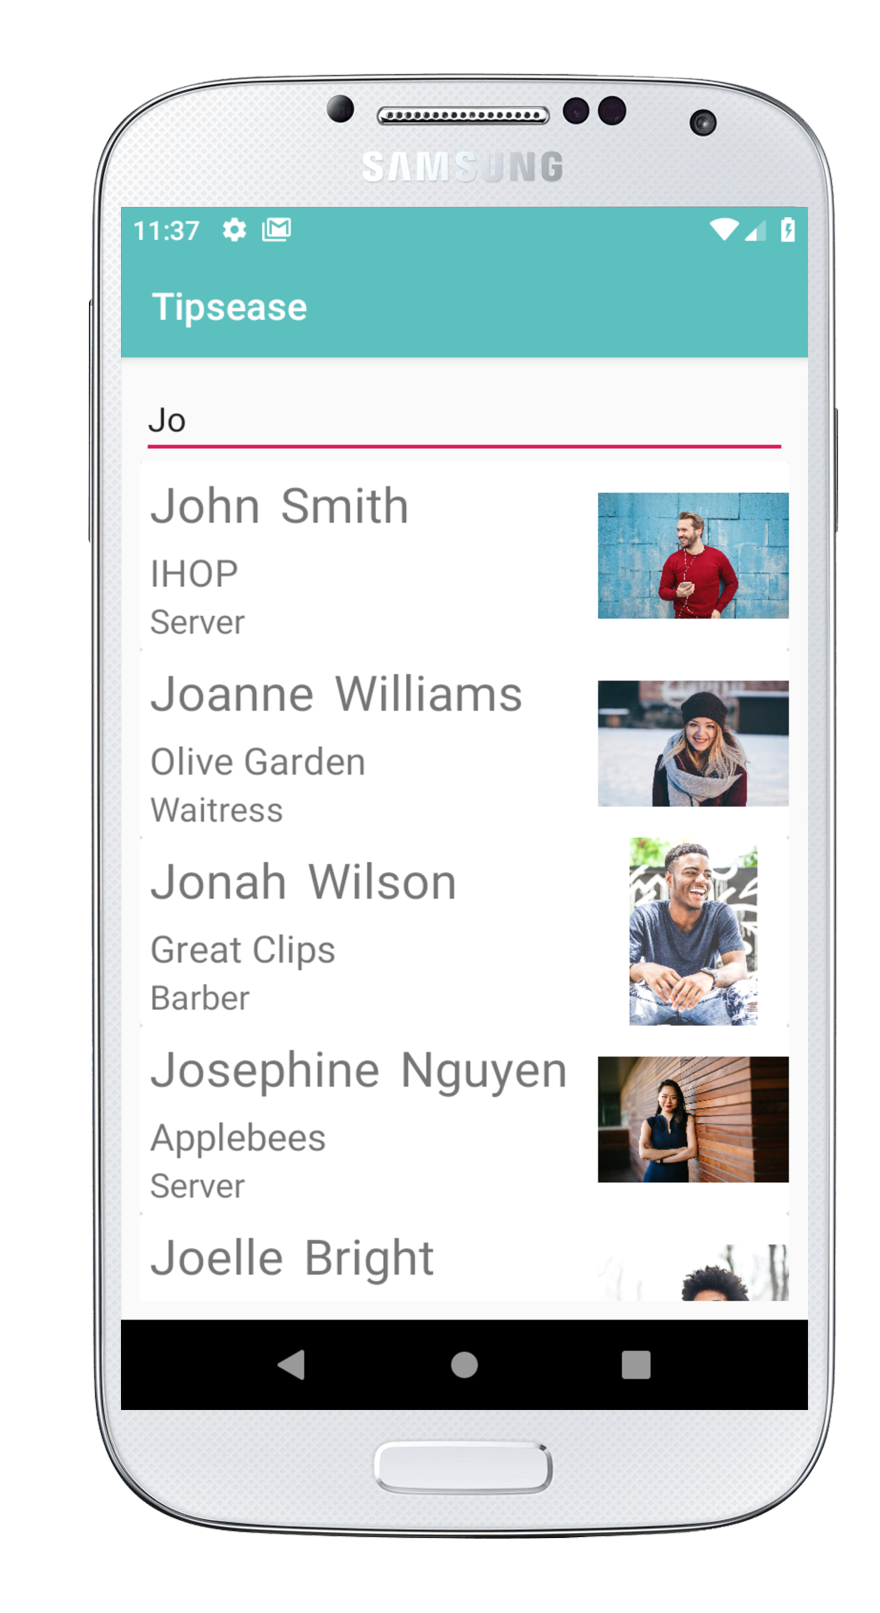 SAMSUNG
11:37
Tipsease
Jo
John Smith
IHOP
Server
Joanne Williams
Olive Garden
Waitress
Jonah Wilson
Great Clips
Barber
Josephine Nguyen
Applebees
Server
Joelle Bright